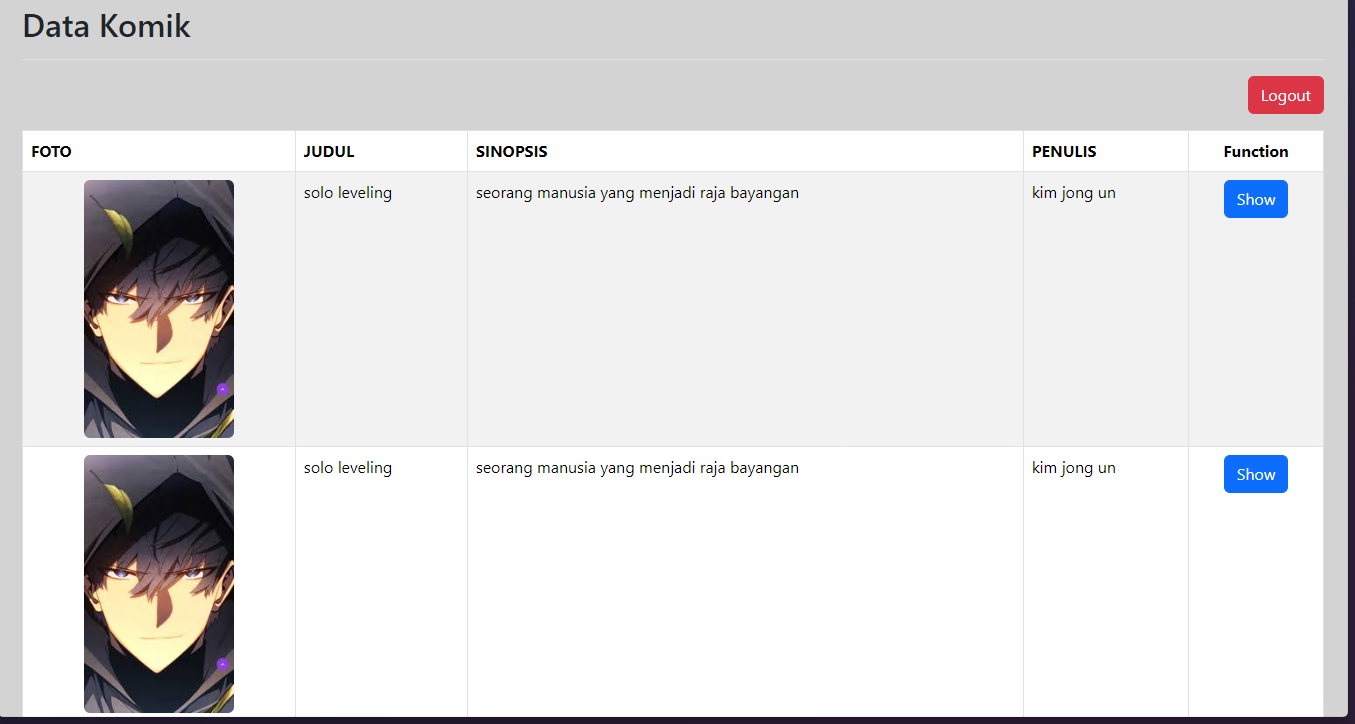 Data Komik
Logout
FOTO JUDUL SINOPSIS PENULIS Function
solo leveling seorang manusia yang menjadi raja bayangan kim jong un Show
solo leveling seorang manusia yang menjadi raja bayangan kim jong un Show